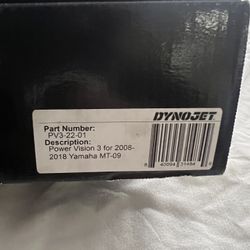 DYNOJET
Part Number:
PV3-22-01
Description:
Power Vision 3 for 2008-
2018 Yamaha MT-09